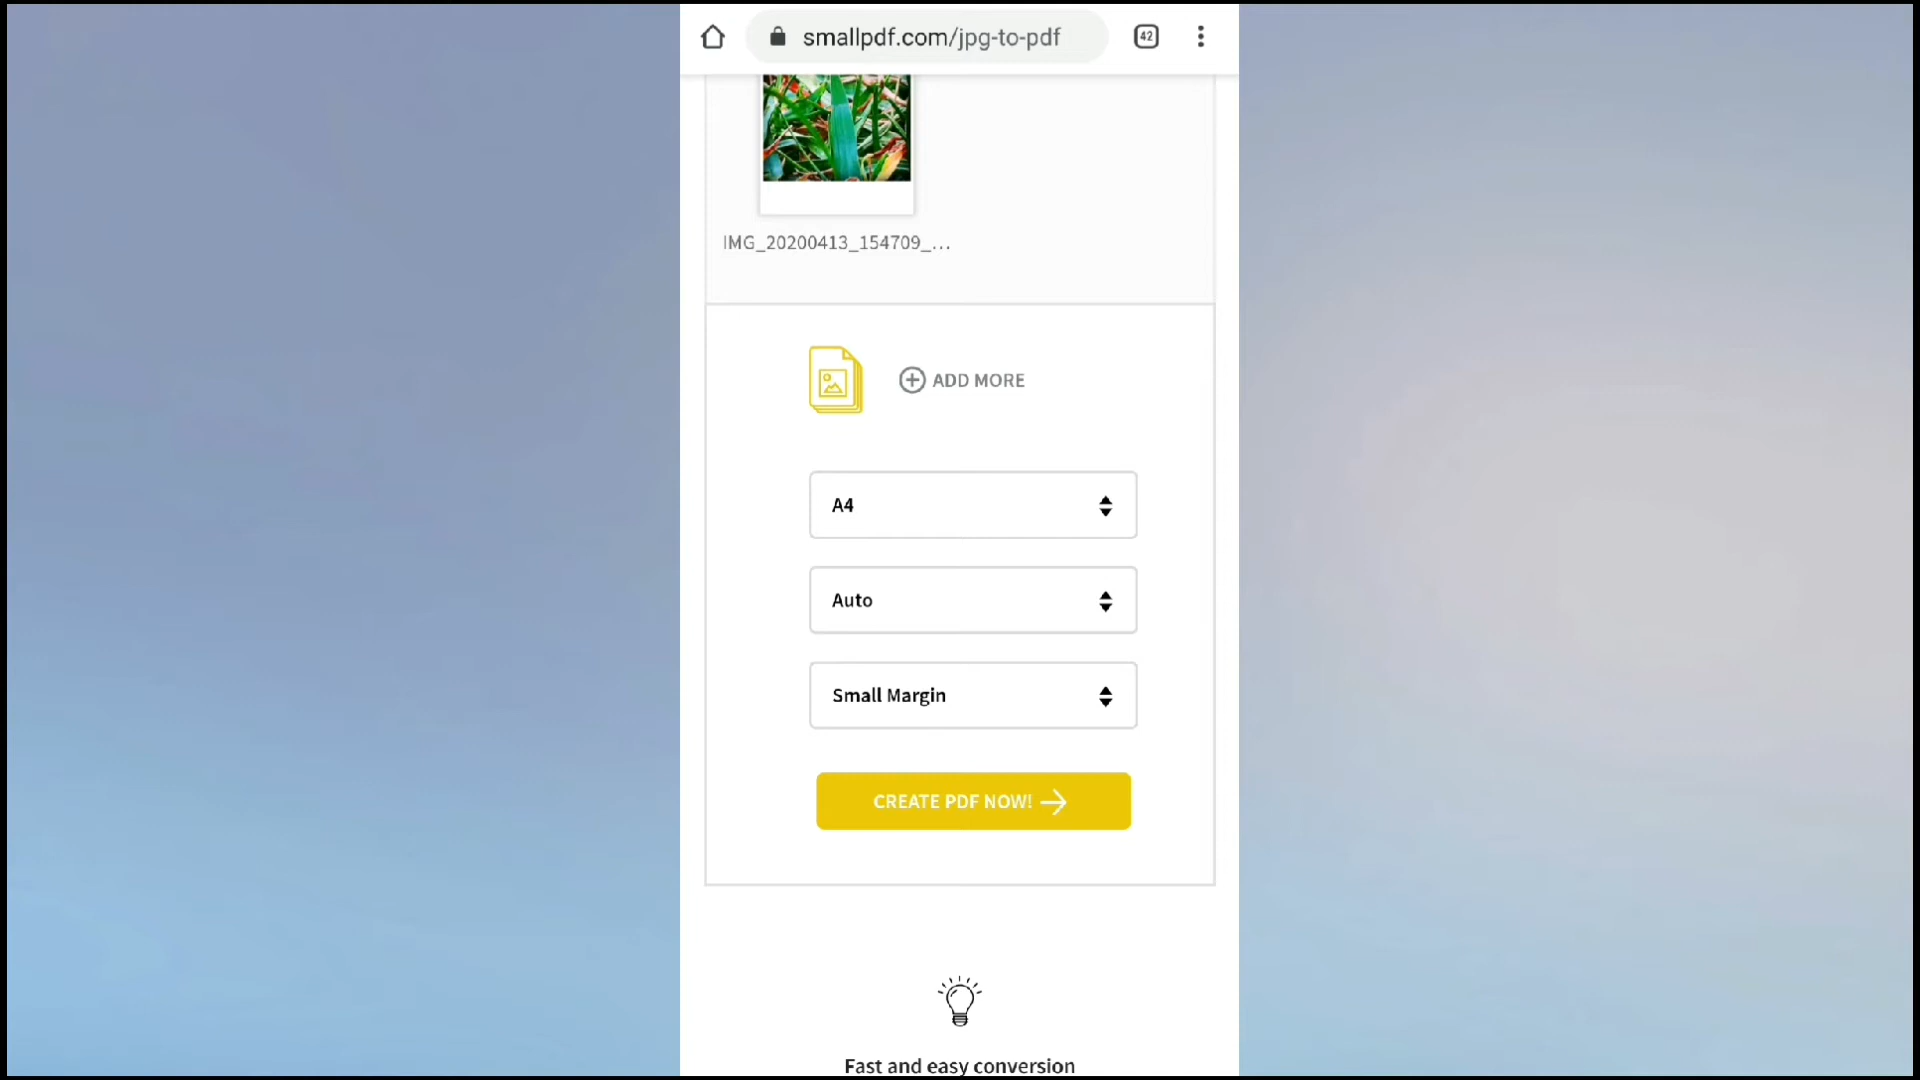 smallpdf.com/jpg-to-pdf
42
IMG_20200413_154709_...
ADD MORE
A4
Auto
Small Margin
CREATE PDF NOW!
Fast and easy conversion